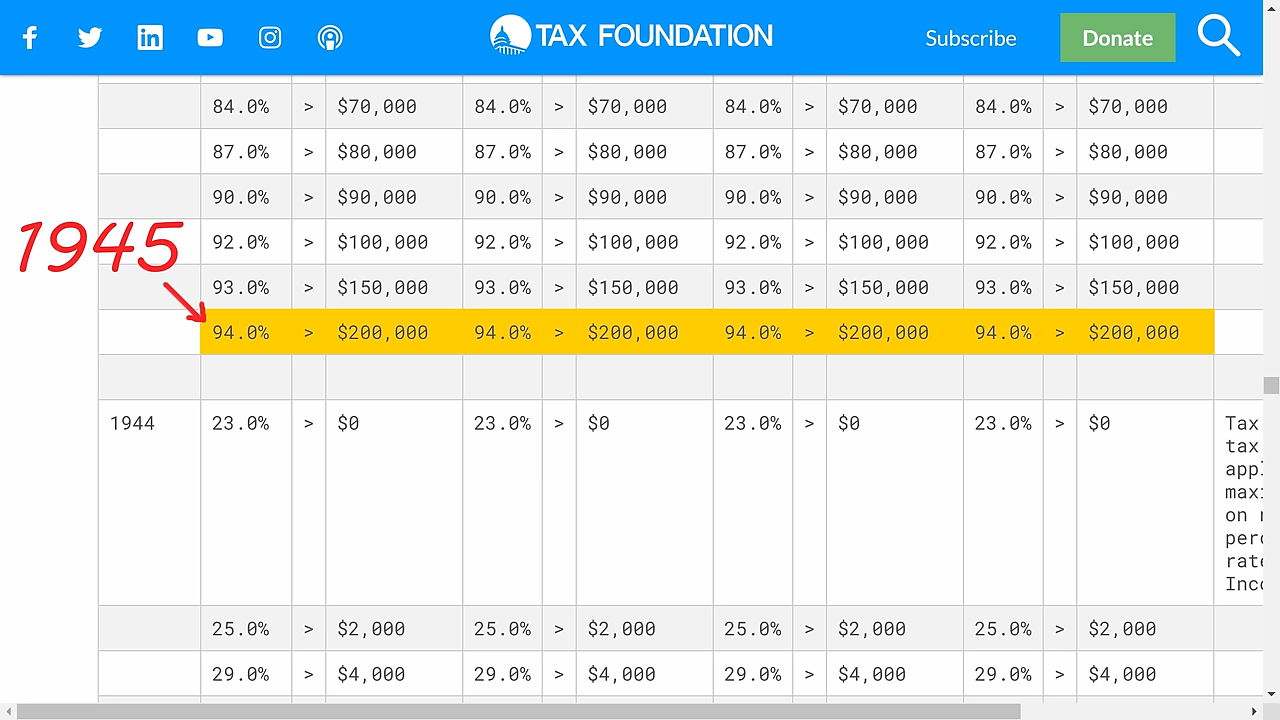 TAX FOUNDATION Subscribe Donate
84.0% > $70,000 84.0% > $70,000 84.0% > $70,000 84.0% > $70,000
87.0% > $80,000 87.0% > $80,000 87.0% > $80,000 87.0% > $80,000
90.0% > $90,000 90.0% > $90,000 90.0% > $90,000 90.0% > $90,000
1945 92.0% > $100,000 92.0% > $100,000 92.0% > $100,000 92.0% > $100,000
93.0% > $150,000 93.0% > $150,000 93.0% > $150,000 93.0% > $150,000
94.0% > $200,000 94.0% > $200,000 94.0% > $200,000 94.0% > $200,000
1944 23.0% > $0 23.0% > $0 23.0% > $0 23.0% > $0 Tax
tax
on
25.0% > $2,000 25.0% > $2,000 25.0% > $2,000 25.0% > $2,000
29.0% > $4,000 29.0% > $4,000 29.0% > $4,000 29.0% > $4,000